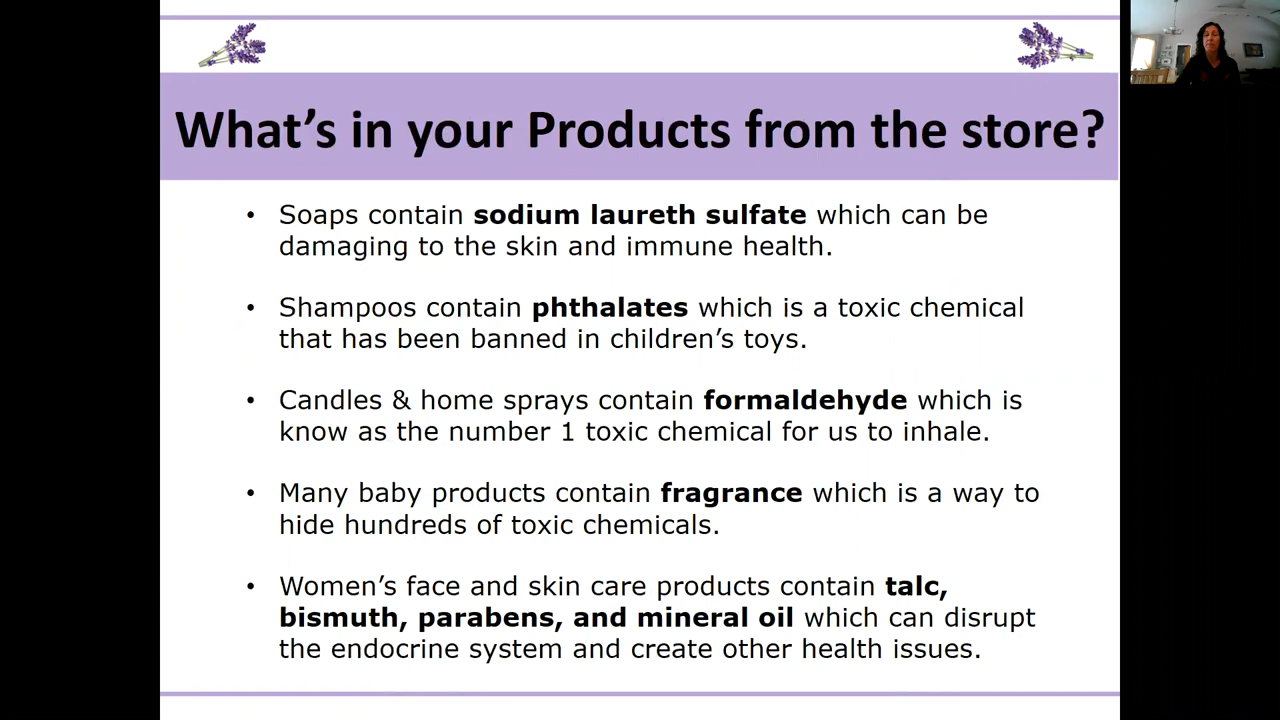 What's in your Products from the store?
• Soaps contain sodium laureth sulfate which can be
damaging to the skin and immune health.
• Shampoos contain phthalates which is a toxic chemical
that has been banned in children's toys.
• Candles & home sprays contain formaldehyde which is
know as the number 1 toxic chemical for us to inhale.
• Many baby products contain fragrance which is a way to
hide hundreds of toxic chemicals.
• Women's face and skin care products contain talc,
bismuth, parabens, and mineral oil which can disrupt
the endocrine system and create other health issues.